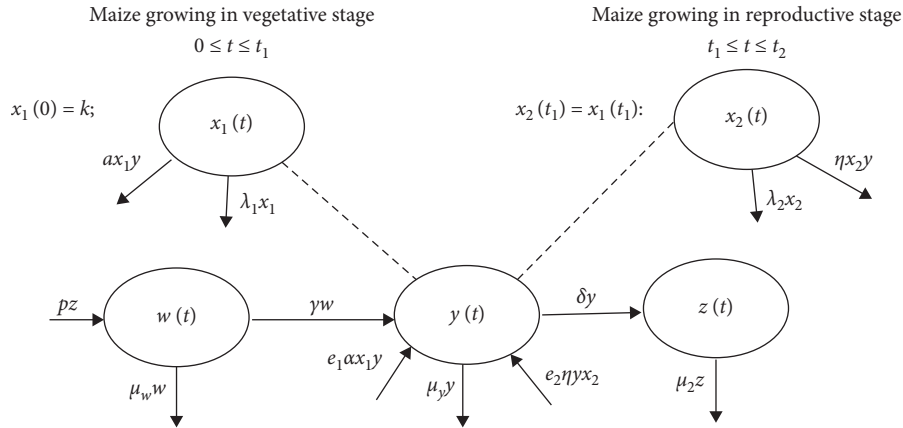 Maize growing in vegetative stage
0 ≤ t ≤ t₁
Maize growing in reproductive stage
t₁ ≤ t ≤ t₂
x₁ (0) = k;
x₁ (t)
x₂ (t₁) = x₁ (t₁):
x₂ (t)
ax₁y
λ₁x₁
λ₂x₂
ηx₂y
pz
w (t)
γw
y (t)
δy
z (t)
e₁αx₁y
e₂ηyx₂
μ_w w
μ_y y
μ₂z